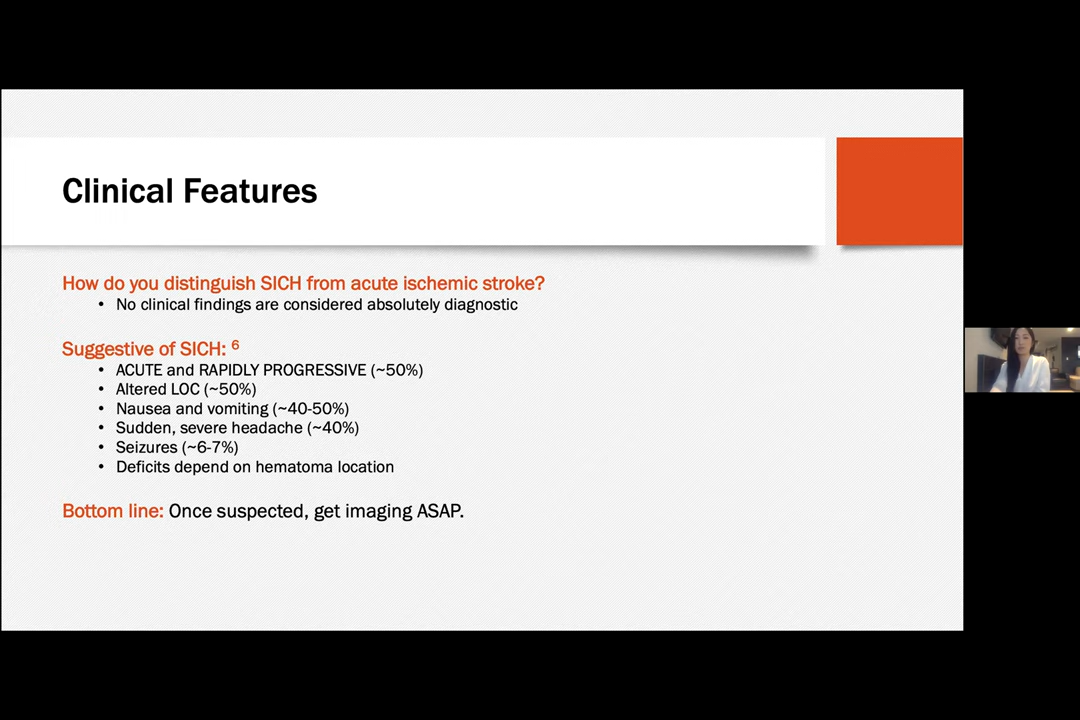 Clinical Features
How do you distinguish SICH from acute ischemic stroke?
• No clinical findings are considered absolutely diagnostic
Suggestive of SICH: 6
• ACUTE and RAPIDLY PROGRESSIVE (~50%)
• Altered LOC (~50%)
• Nausea and vomiting (~40-50%)
• Sudden, severe headache (~40%)
• Seizures (~6-7%)
• Deficits depend on hematoma location
Bottom line: Once suspected, get imaging ASAP.